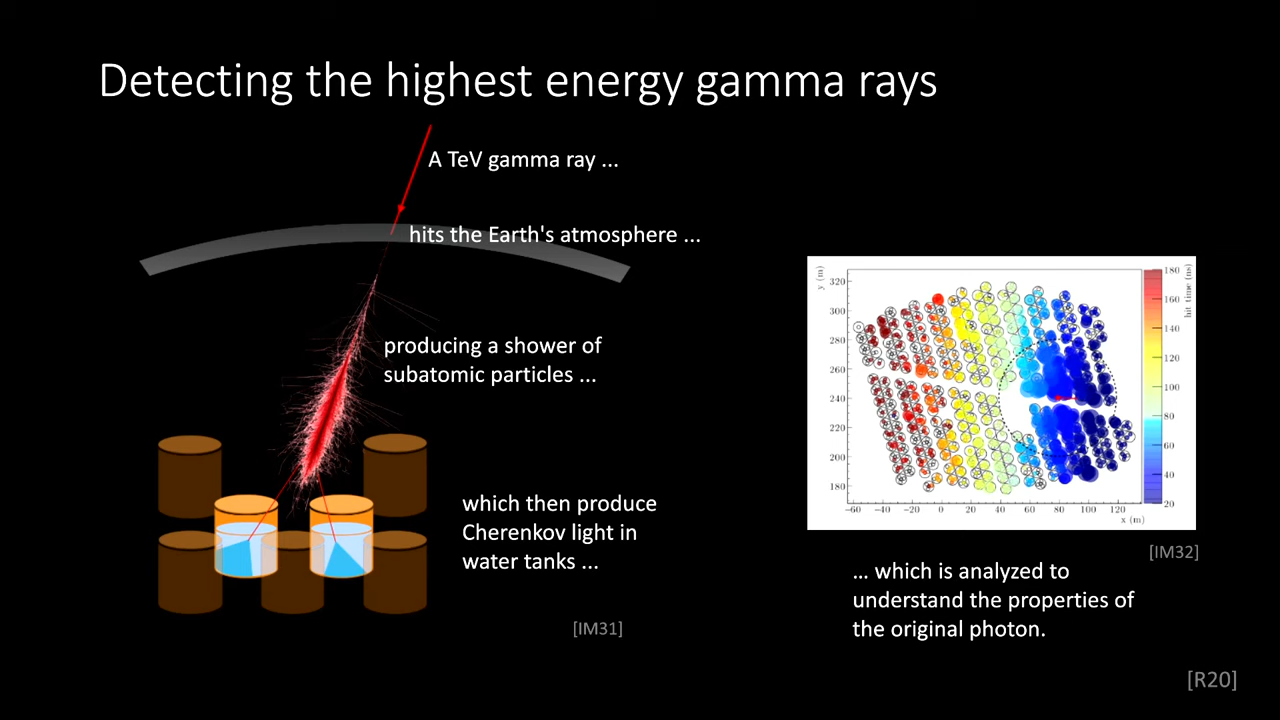 Detecting the highest energy gamma rays
A TeV gamma ray ...
hits the Earth's atmosphere ...
producing a shower of
subatomic particles ...
which then produce
Cherenkov light in
water tanks ...
[IM31]
y (m)
320
300
280
260
240
220
200
180
−60 −40 −20 0 20 40 60 80 100 120
x (m)
180
160
140
120
100
80
60
40
20
hit time (ns)
[IM32]
... which is analyzed to
understand the properties of
the original photon.
[R20]